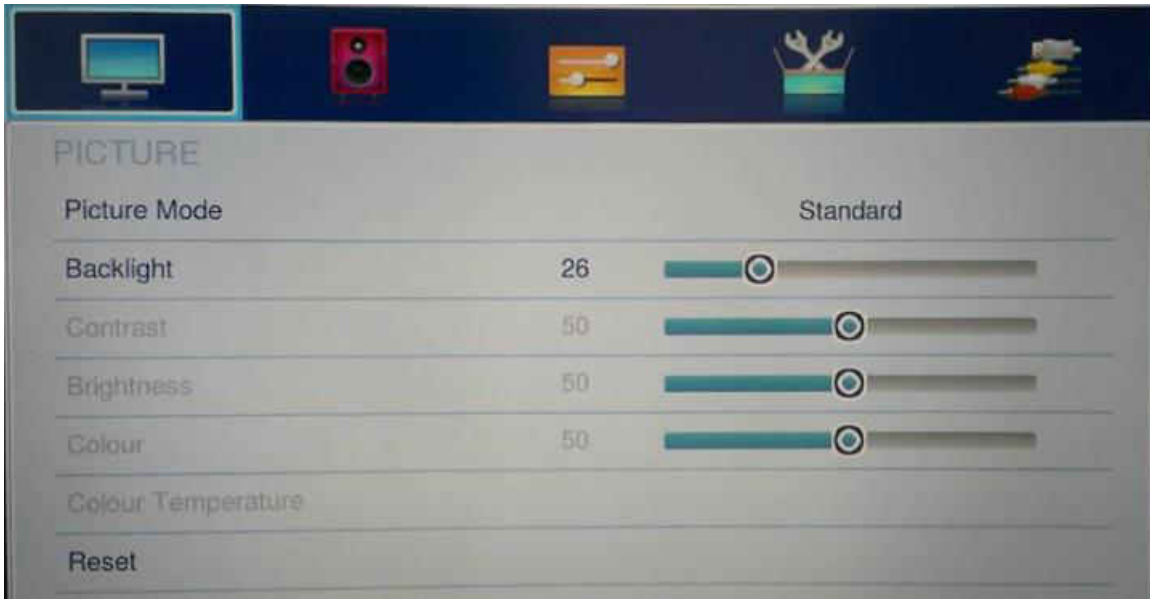 PICTURE
Picture Mode Standard
Backlight 26
Contrast 50
Brightness 50
Colour 50
Colour Temperature
Reset